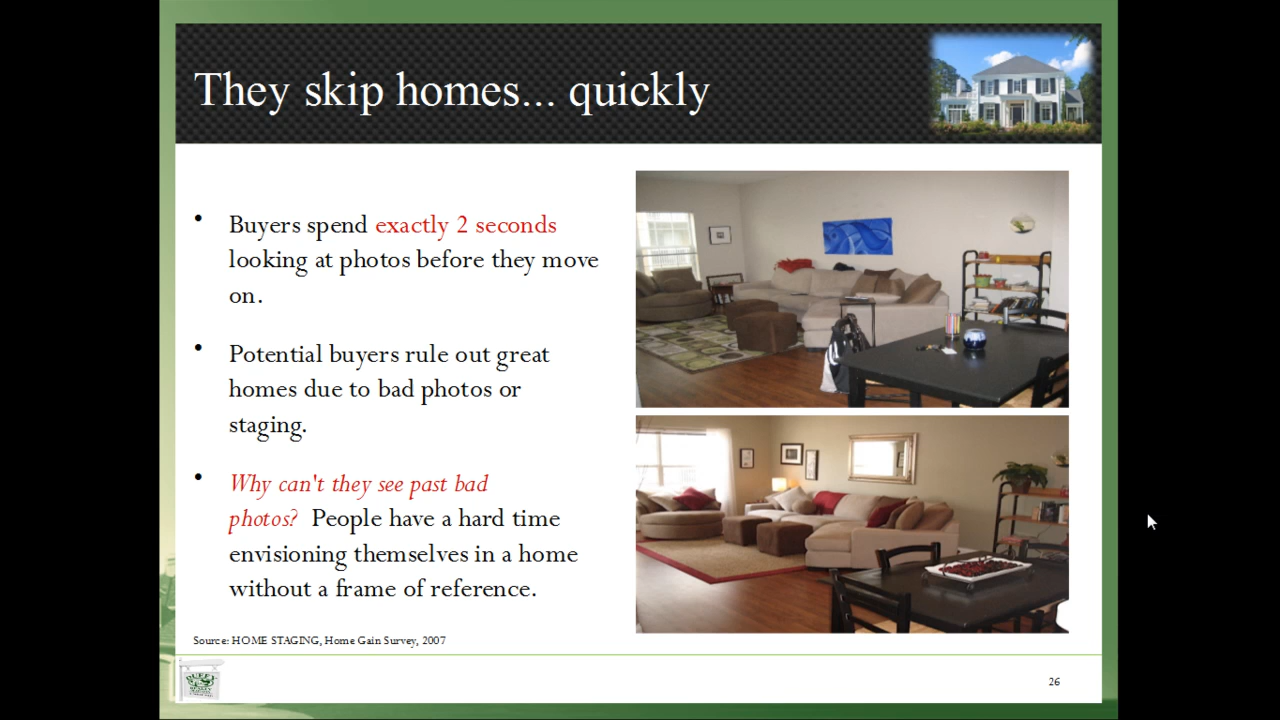 They skip homes... quickly
• Buyers spend exactly 2 seconds
looking at photos before they move
on.
• Potential buyers rule out great
homes due to bad photos or
staging.
• Why can't they see past bad
photos? People have a hard time
envisioning themselves in a home
without a frame of reference.
Source: HOME STAGING, Home Gain Survey, 2007
26